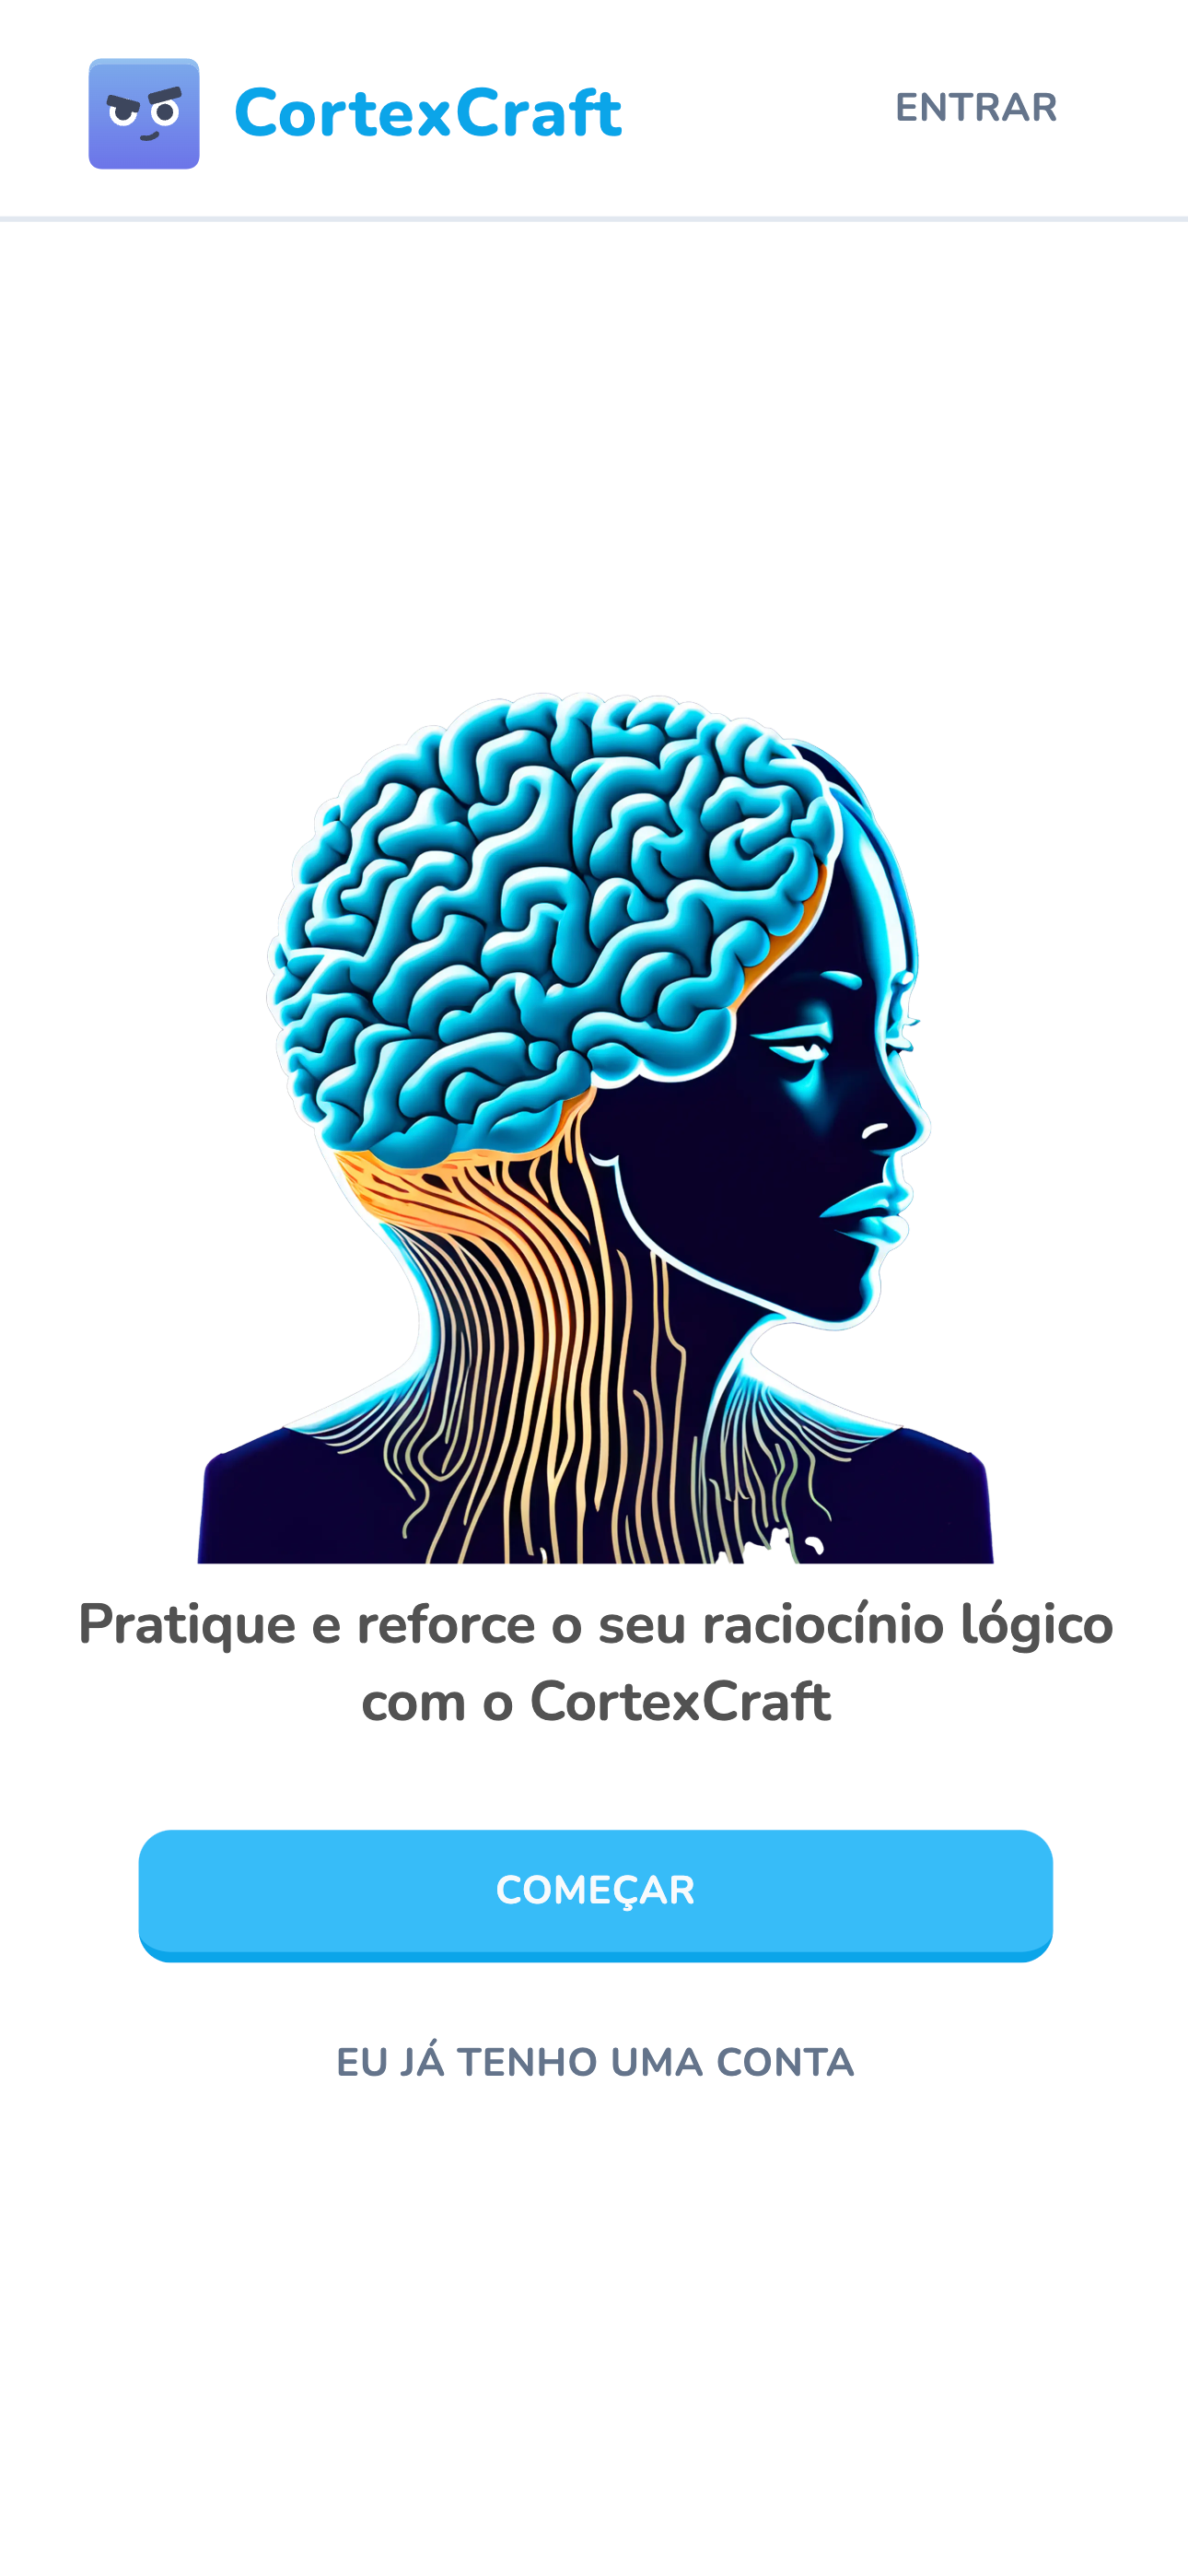 CortexCraft
ENTRAR
Pratique e reforce o seu raciocínio lógico
com o CortexCraft
COMEÇAR
EU JÁ TENHO UMA CONTA